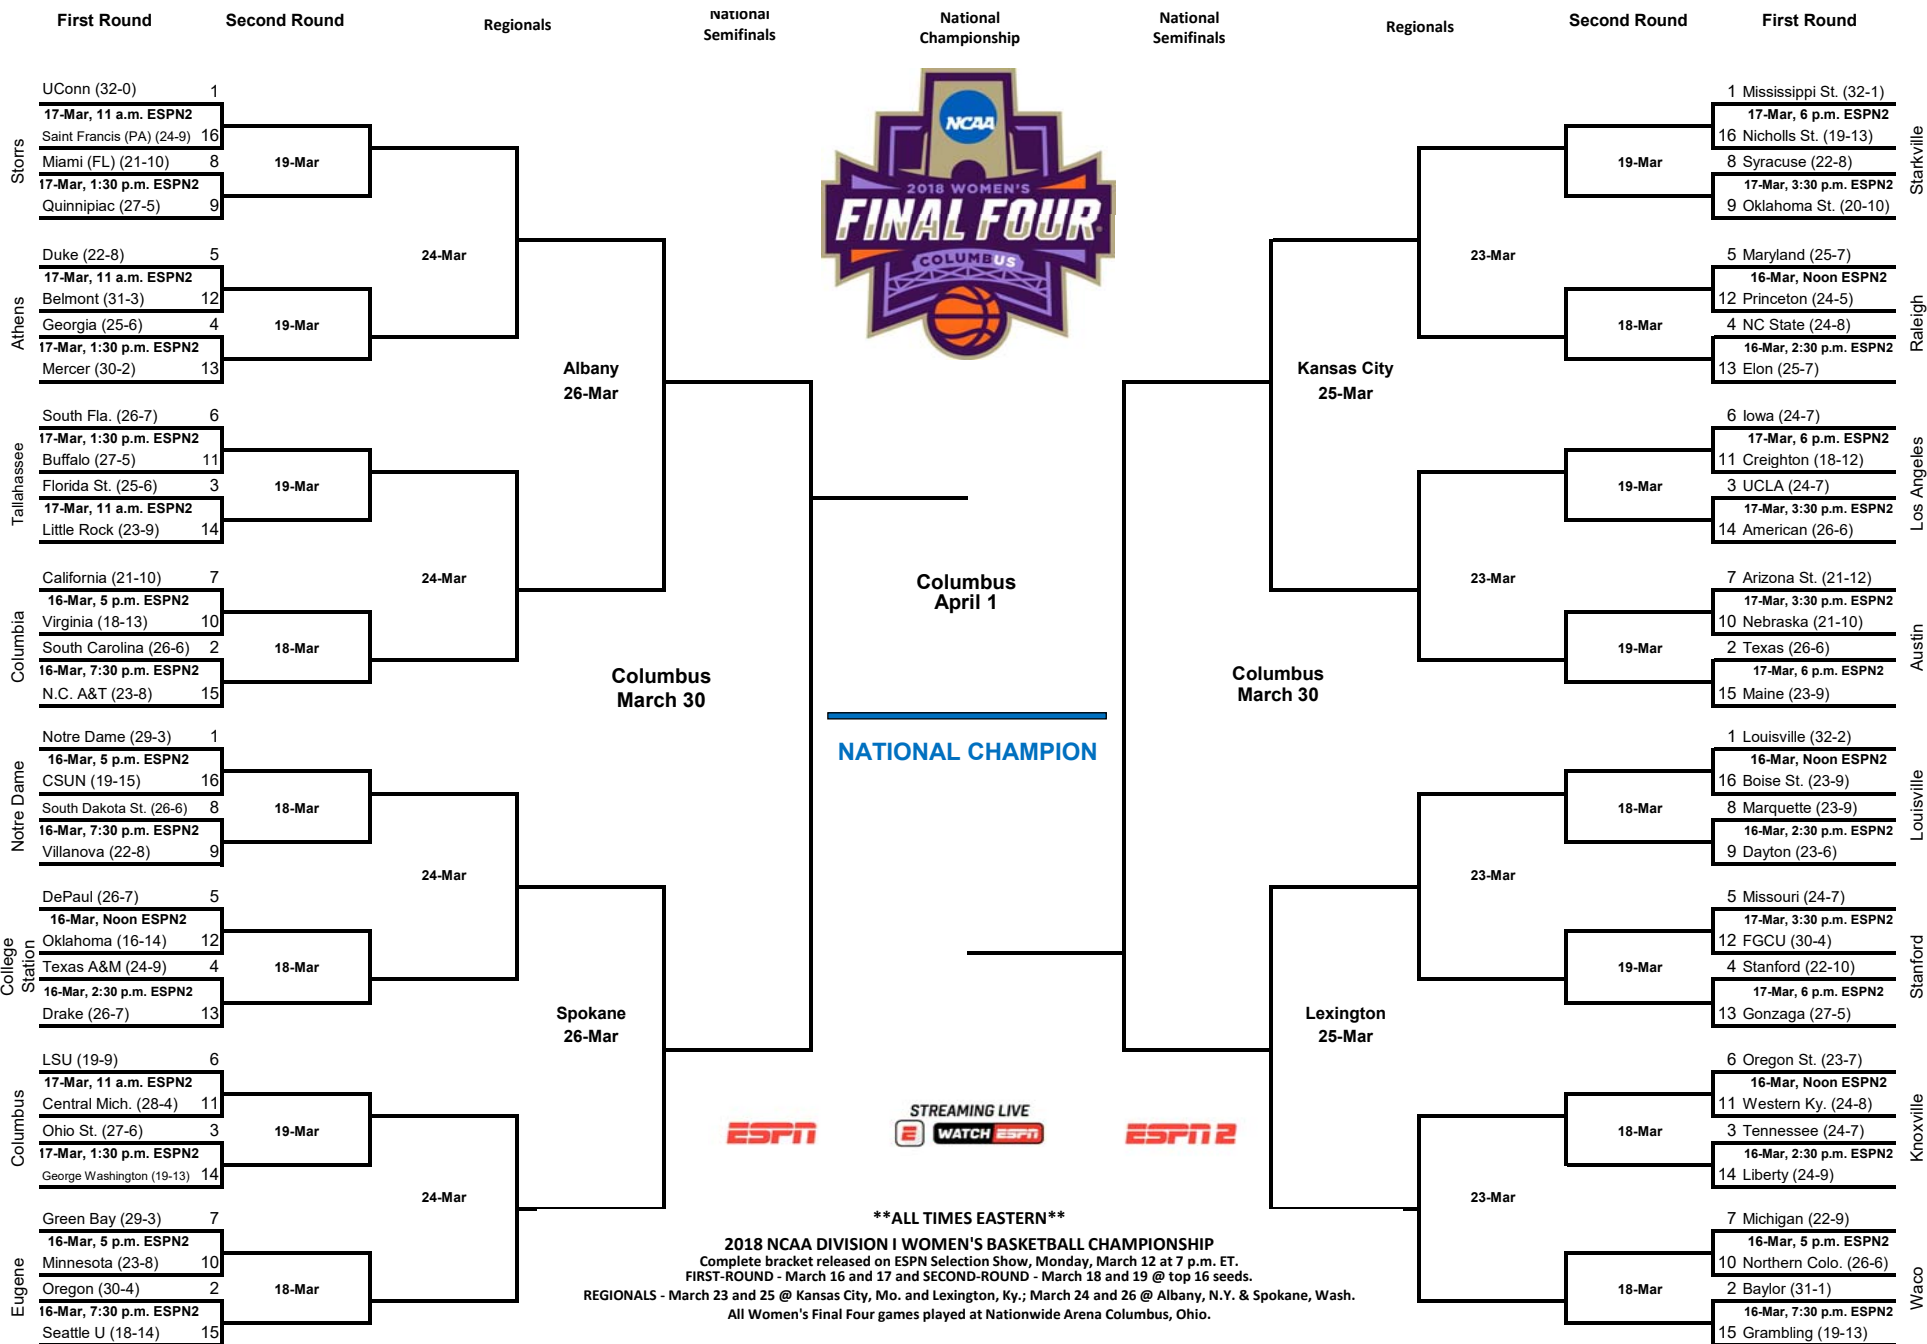 First Round
Second Round
Regionals
National
Semifinals
National
Championship
National
Semifinals
Regionals
Second Round
First Round
NCAA
2018 WOMEN'S
FINAL FOUR
COLUMBUS
Storrs
UConn (32-0) 1
17-Mar, 11 a.m. ESPN2
Saint Francis (PA) (24-9) 16
19-Mar
Miami (FL) (21-10) 8
17-Mar, 1:30 p.m. ESPN2
Quinnipiac (27-5) 9
24-Mar
Athens
Duke (22-8) 5
17-Mar, 11 a.m. ESPN2
Belmont (31-3) 12
19-Mar
Georgia (25-6) 4
17-Mar, 1:30 p.m. ESPN2
Mercer (30-2) 13
Albany
26-Mar
Tallahassee
South Fla. (26-7) 6
17-Mar, 1:30 p.m. ESPN2
Buffalo (27-5) 11
19-Mar
Florida St. (25-6) 3
17-Mar, 11 a.m. ESPN2
Little Rock (23-9) 14
24-Mar
Columbia
California (21-10) 7
16-Mar, 5 p.m. ESPN2
Virginia (18-13) 10
18-Mar
South Carolina (26-6) 2
16-Mar, 7:30 p.m. ESPN2
N.C. A&T (23-8) 15
Columbus
March 30
Notre Dame
Notre Dame (29-3) 1
16-Mar, 5 p.m. ESPN2
CSUN (19-15) 16
18-Mar
South Dakota St. (26-6) 8
16-Mar, 7:30 p.m. ESPN2
Villanova (22-8) 9
24-Mar
College
Station
DePaul (26-7) 5
16-Mar, Noon ESPN2
Oklahoma (16-14) 12
18-Mar
Texas A&M (24-9) 4
16-Mar, 2:30 p.m. ESPN2
Drake (26-7) 13
Spokane
26-Mar
Columbus
LSU (19-9) 6
17-Mar, 11 a.m. ESPN2
Central Mich. (28-4) 11
19-Mar
Ohio St. (27-6) 3
17-Mar, 1:30 p.m. ESPN2
George Washington (19-13) 14
24-Mar
Eugene
Green Bay (29-3) 7
16-Mar, 5 p.m. ESPN2
Minnesota (23-8) 10
18-Mar
Oregon (30-4) 2
16-Mar, 7:30 p.m. ESPN2
Seattle U (18-14) 15
Columbus
April 1
NATIONAL CHAMPION
1 Mississippi St. (32-1)
17-Mar, 6 p.m. ESPN2
16 Nicholls St. (19-13)
19-Mar
8 Syracuse (22-8)
17-Mar, 3:30 p.m. ESPN2
9 Oklahoma St. (20-10)
Starkville
23-Mar
5 Maryland (25-7)
16-Mar, Noon ESPN2
12 Princeton (24-5)
18-Mar
4 NC State (24-8)
16-Mar, 2:30 p.m. ESPN2
13 Elon (25-7)
Raleigh
Kansas City
25-Mar
6 Iowa (24-7)
17-Mar, 6 p.m. ESPN2
11 Creighton (18-12)
19-Mar
3 UCLA (24-7)
17-Mar, 3:30 p.m. ESPN2
14 American (26-6)
Los Angeles
23-Mar
7 Arizona St. (21-12)
17-Mar, 3:30 p.m. ESPN2
10 Nebraska (21-10)
19-Mar
2 Texas (26-6)
17-Mar, 6 p.m. ESPN2
15 Maine (23-9)
Austin
Columbus
March 30
1 Louisville (32-2)
16-Mar, Noon ESPN2
16 Boise St. (23-9)
18-Mar
8 Marquette (23-9)
16-Mar, 2:30 p.m. ESPN2
9 Dayton (23-6)
Louisville
23-Mar
5 Missouri (24-7)
17-Mar, 3:30 p.m. ESPN2
12 FGCU (30-4)
19-Mar
4 Stanford (22-10)
17-Mar, 6 p.m. ESPN2
13 Gonzaga (27-5)
Stanford
Lexington
25-Mar
6 Oregon St. (23-7)
16-Mar, Noon ESPN2
11 Western Ky. (24-8)
18-Mar
3 Tennessee (24-7)
16-Mar, 2:30 p.m. ESPN2
14 Liberty (24-9)
Knoxville
23-Mar
7 Michigan (22-9)
16-Mar, 5 p.m. ESPN2
10 Northern Colo. (26-6)
18-Mar
2 Baylor (31-1)
16-Mar, 7:30 p.m. ESPN2
15 Grambling (19-13)
Waco
ESPN
STREAMING LIVE
E WATCH ESPN
ESPN 2
**ALL TIMES EASTERN**
2018 NCAA DIVISION I WOMEN'S BASKETBALL CHAMPIONSHIP
Complete bracket released on ESPN Selection Show, Monday, March 12 at 7 p.m. ET.
FIRST-ROUND - March 16 and 17 and SECOND-ROUND - March 18 and 19 @ top 16 seeds.
REGIONALS - March 23 and 25 @ Kansas City, Mo. and Lexington, Ky.; March 24 and 26 @ Albany, N.Y. & Spokane, Wash.
All Women's Final Four games played at Nationwide Arena Columbus, Ohio.